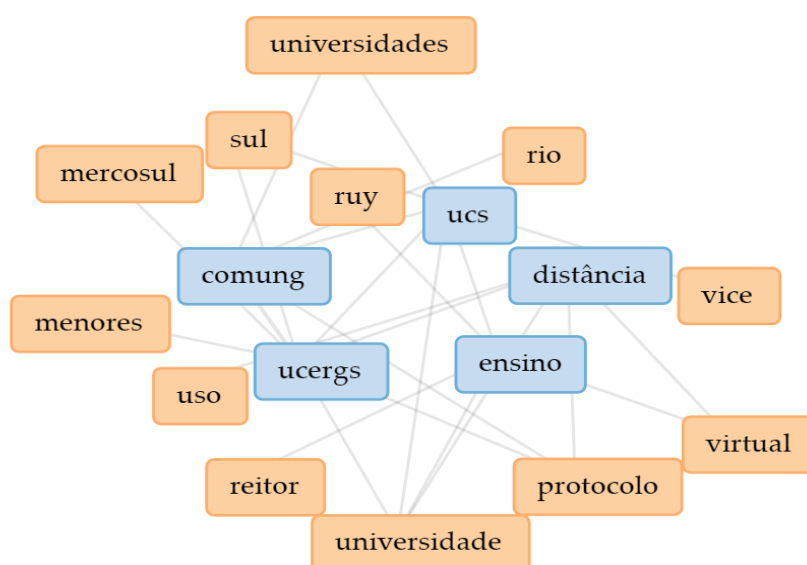 universidades
sul
rio
mercosul
ruy
ucs
comung
distância
vice
menores
ucergs
ensino
uso
virtual
reitor
protocolo
universidade